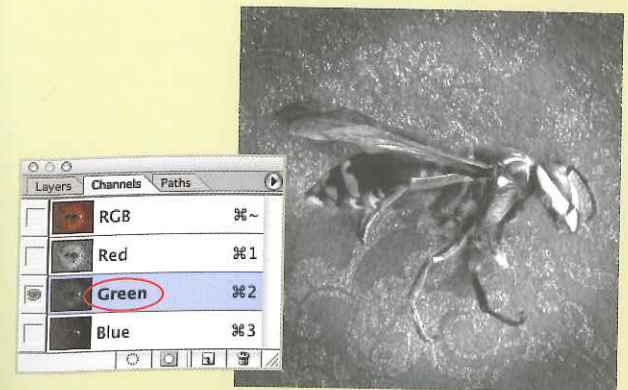 Layers Channels Paths
RGB ⌘~
Red ⌘1
Green ⌘2
Blue ⌘3